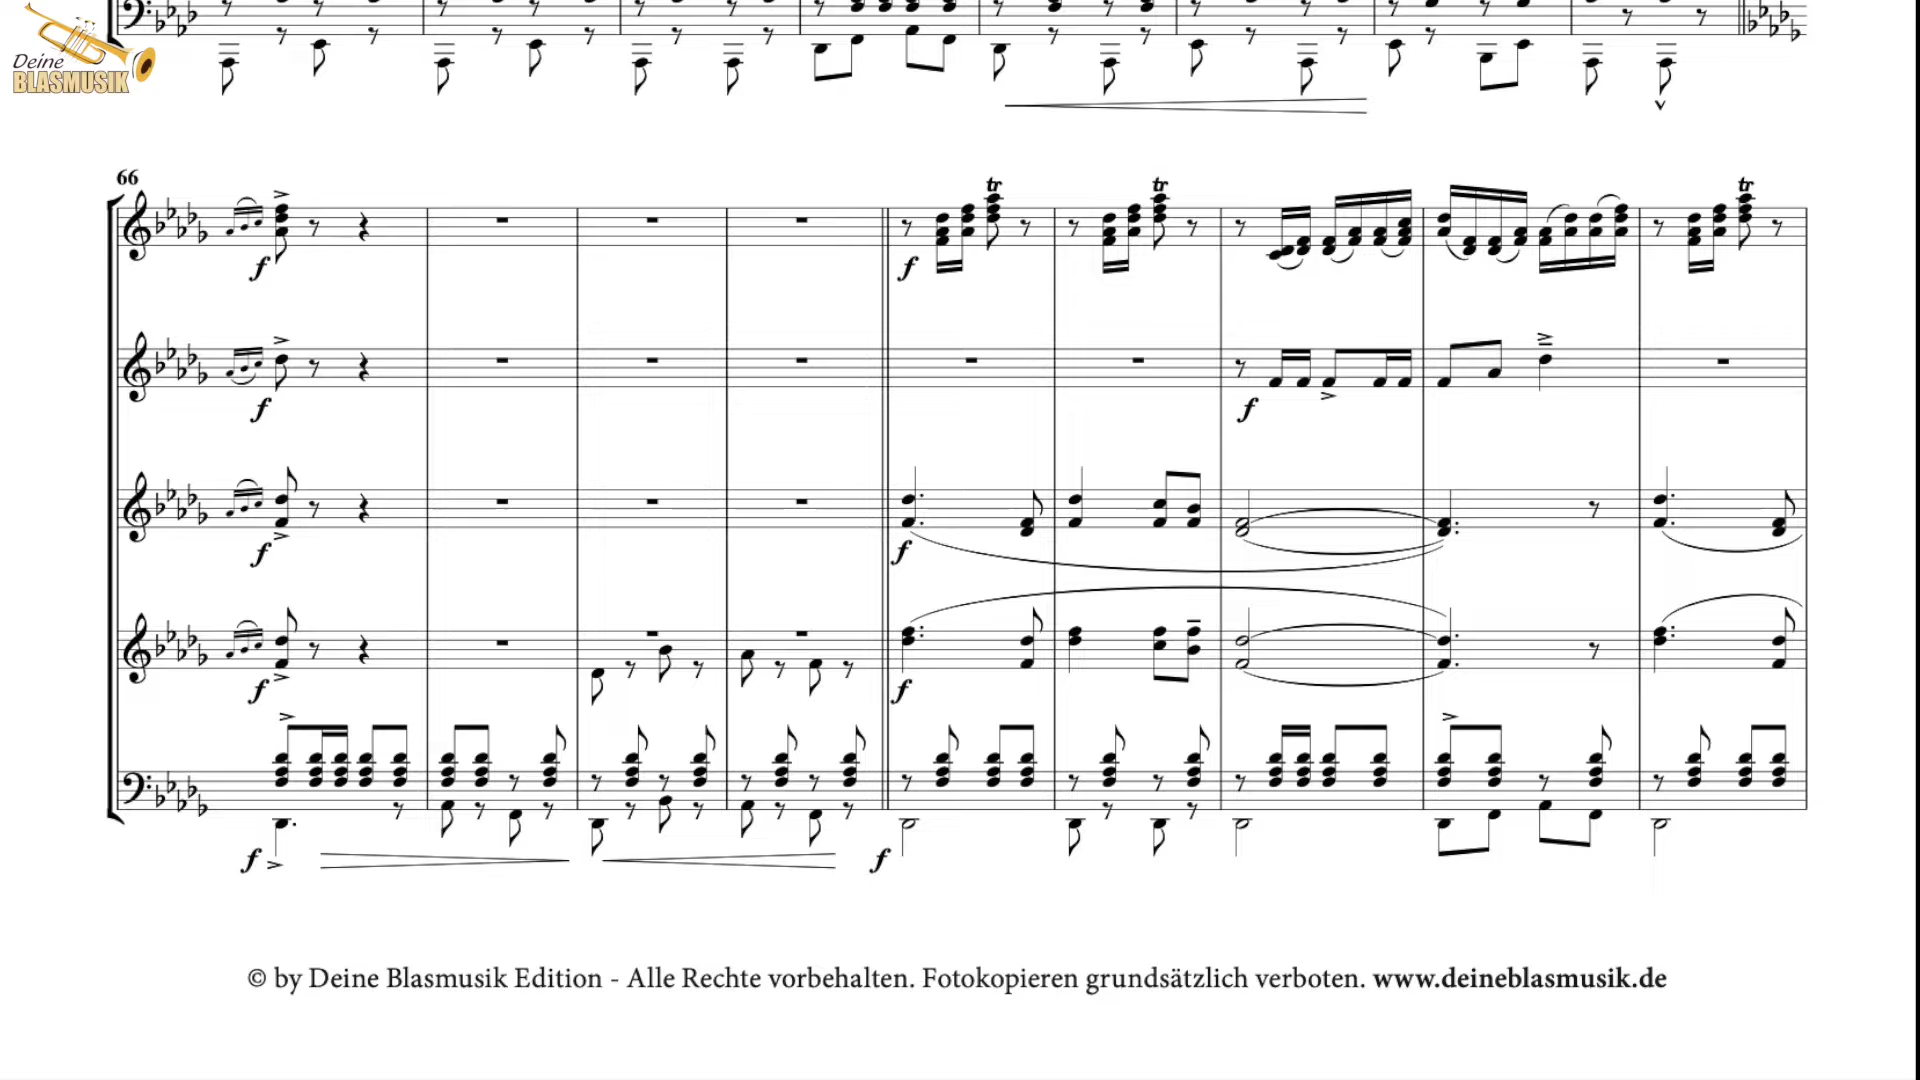 Deine
BLASMUSIK
66
tr tr tr
f f
f f
f f
f f
f f
© by Deine Blasmusik Edition - Alle Rechte vorbehalten. Fotokopieren grundsätzlich verboten. www.deineblasmusik.de